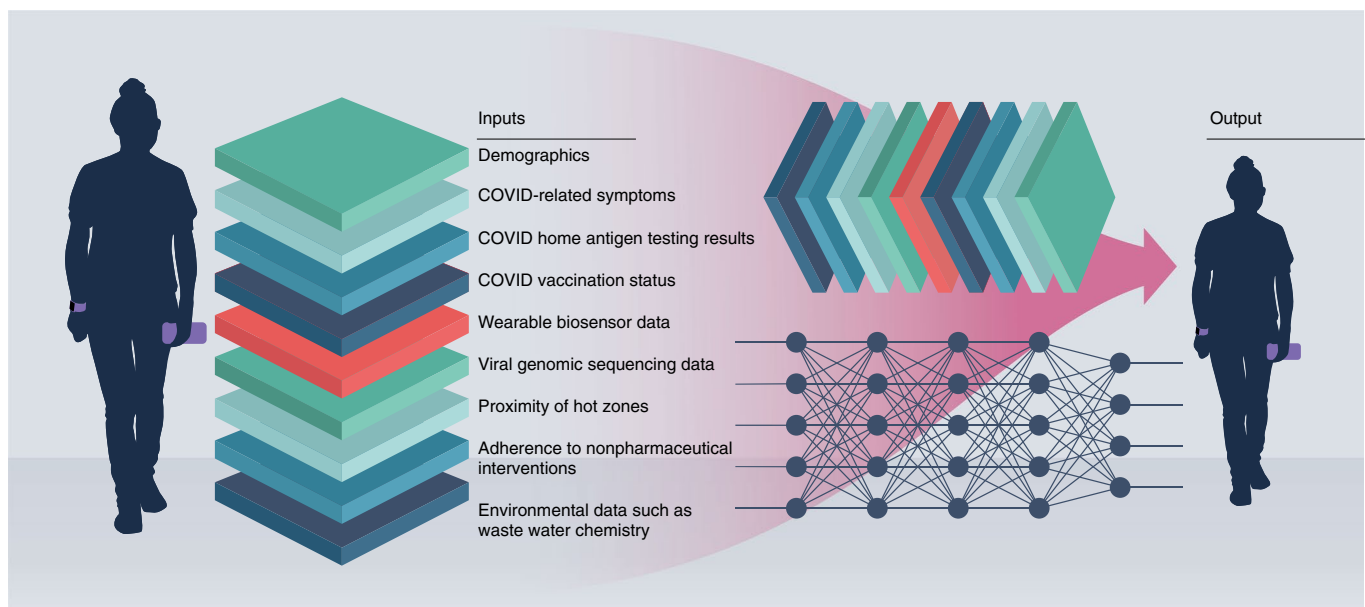 Inputs
Demographics
COVID-related symptoms
COVID home antigen testing results
COVID vaccination status
Wearable biosensor data
Viral genomic sequencing data
Proximity of hot zones
Adherence to nonpharmaceutical
interventions
Environmental data such as
waste water chemistry
Output